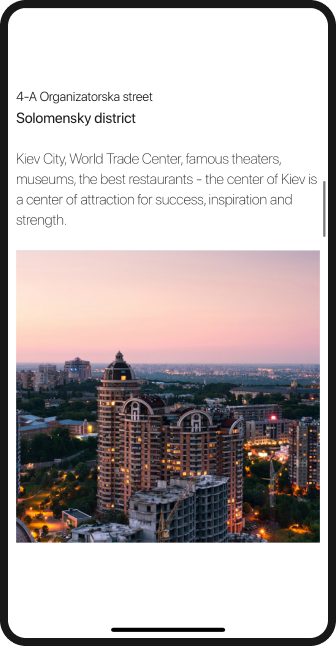 4-A Organizatorska street
Solomensky district
Kiev City, World Trade Center, famous theaters,
museums, the best restaurants - the center of Kiev is
a center of attraction for success, inspiration and
strength.